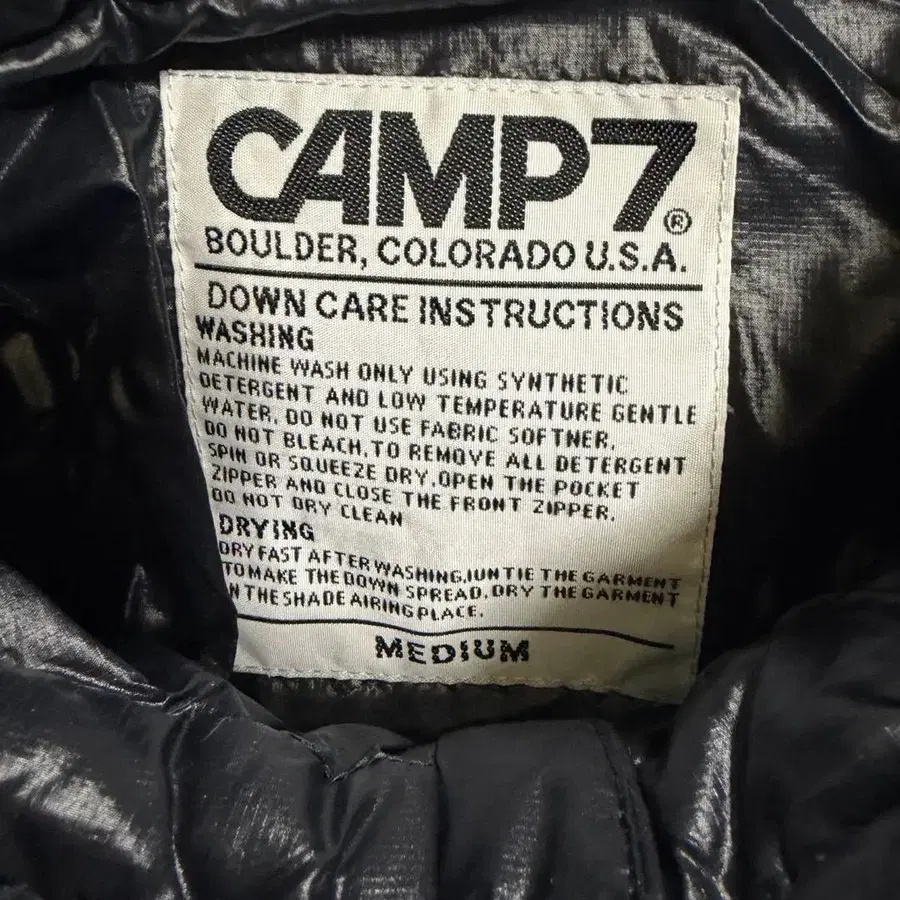 CAMP7®
BOULDER, COLORADO U.S.A.
DOWN CARE INSTRUCTIONS
WASHING
MACHINE WASH ONLY USING SYNTHETIC
DETERGENT AND LOW TEMPERATURE GENTLE
WATER. DO NOT USE FABRIC SOFTNER.
DO NOT BLEACH. TO REMOVE ALL DETERGENT
SPIN OR SQUEEZE DRY. OPEN THE POCKET
ZIPPER AND CLOSE THE FRONT ZIPPER.
DO NOT DRY CLEAN
DRYING
DRY FAST AFTER WASHING,IUNTIE THE GARMENT
TO MAKE THE DOWN SPREAD. DRY THE GARMENT
IN THE SHADE AIRING PLACE.
MEDIUM